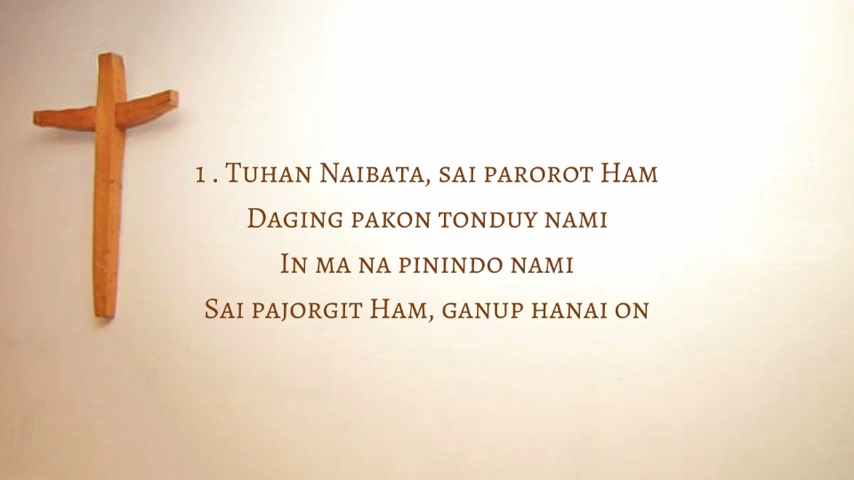 1 . Tuhan Naibata, sai parorot Ham
Daging pakon tonduy nami
In ma na pinindo nami
Sai pajorgit Ham, ganup hanai on